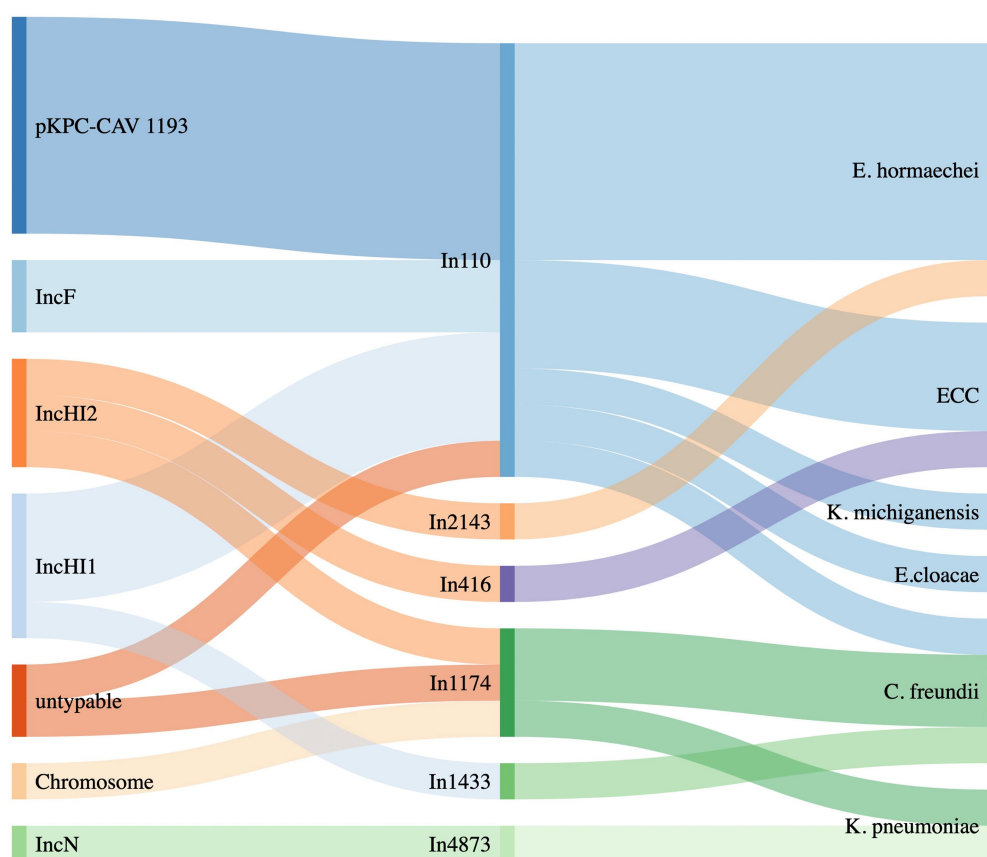 pKPC-CAV 1193
IncF
IncHI2
IncHI1
untypable
Chromosome
IncN
In110
In2143
In416
In1174
In1433
In4873
E. hormaechei
ECC
K. michiganensis
E.cloacae
C. freundii
K. pneumoniae